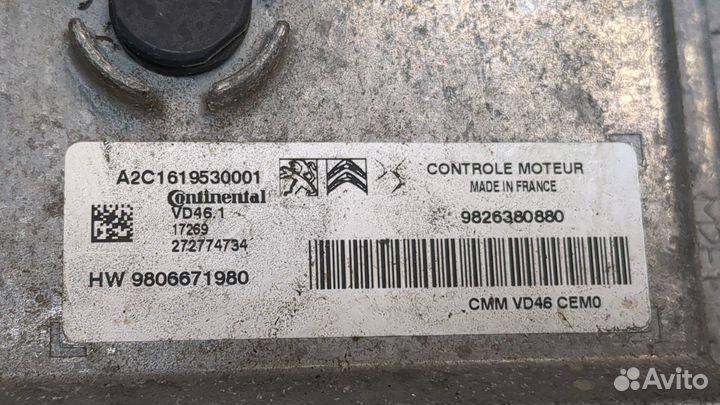 A2C1619530001
Continental
VD46.1
17269
272774734
HW 9806671980
CONTROLE MOTEUR
MADE IN FRANCE
9826380880
CMM VD46 CEM0
Avito